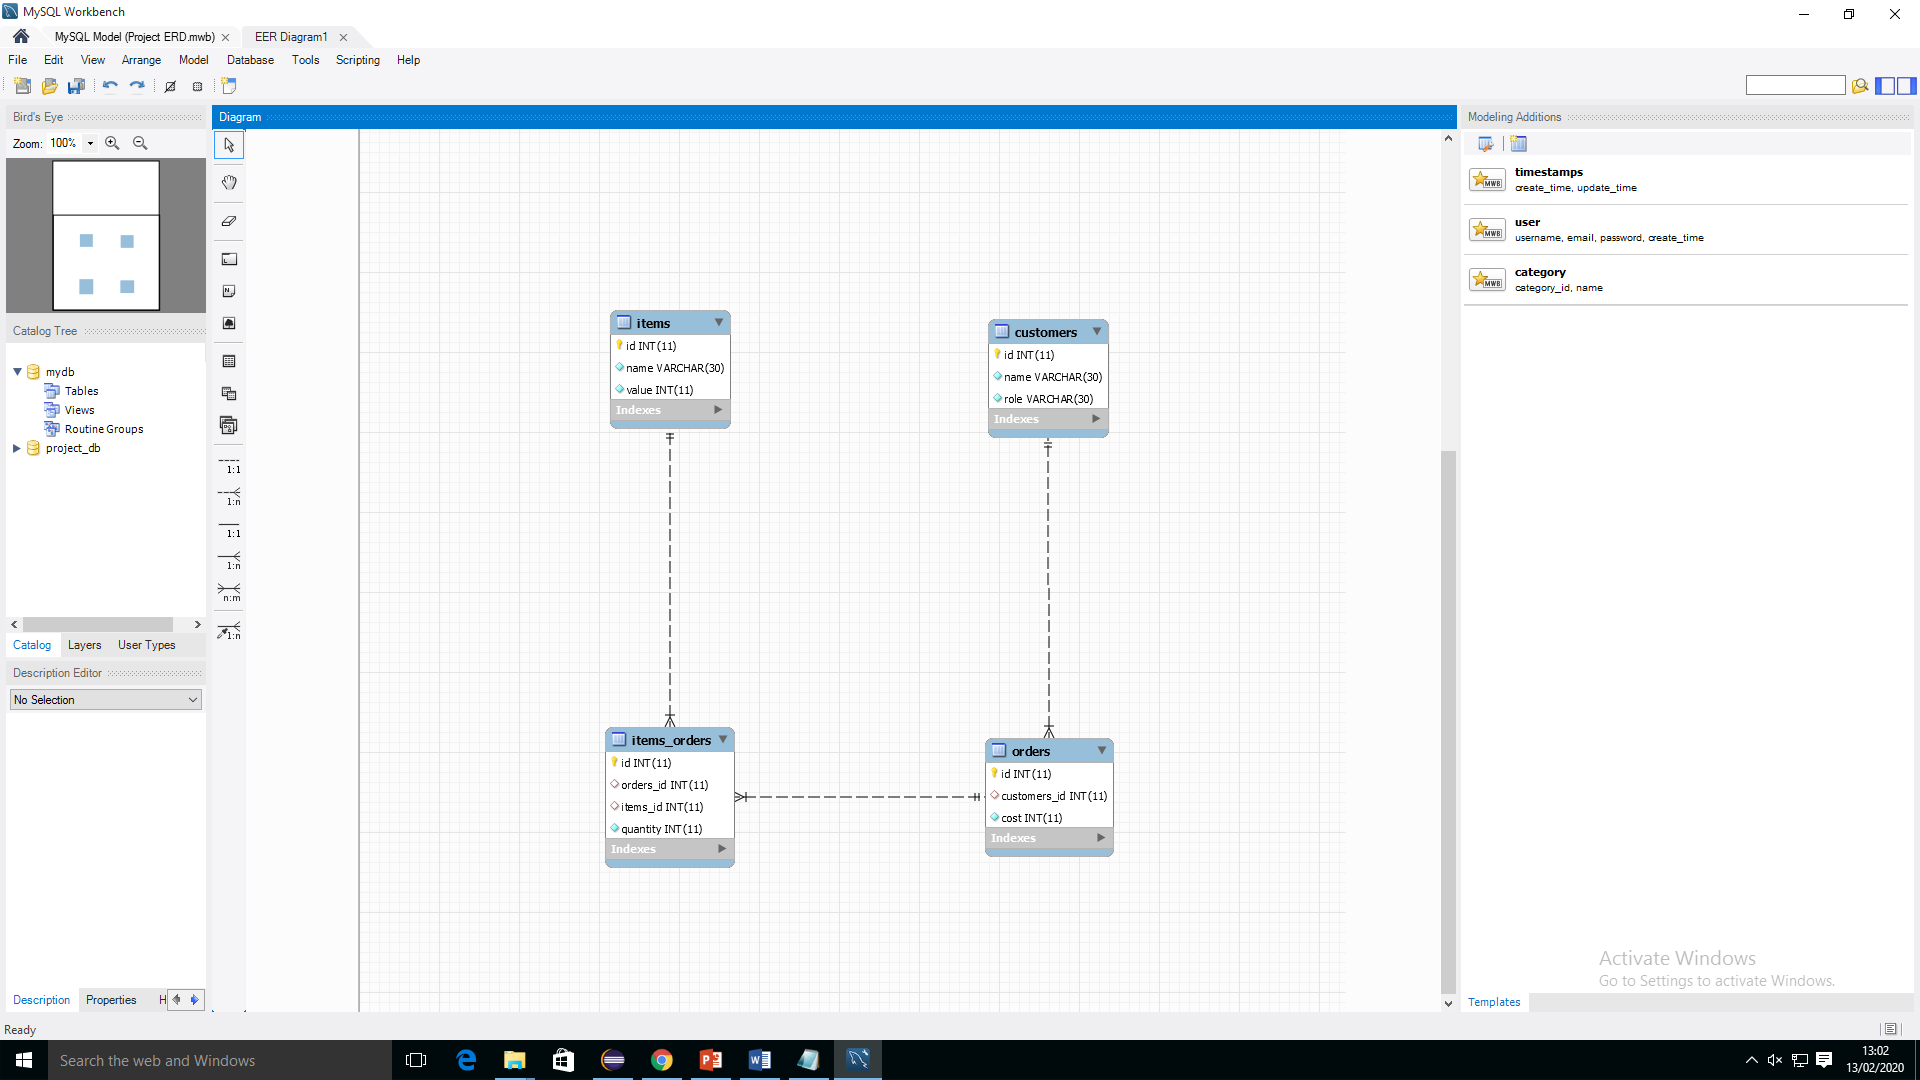 MySQL Workbench
MySQL Model (Project ERD.mwb)
EER Diagram1
File Edit View Arrange Model Database Tools Scripting Help
Bird's Eye
Zoom: 100%
Catalog Tree
mydb
Tables
Views
Routine Groups
project_db
Catalog Layers User Types
Description Editor
No Selection
Description Properties H
Ready
Diagram
1:1
1:n
1:1
1:n
n:m
1:n
items
id INT(11)
name VARCHAR(30)
value INT(11)
Indexes
customers
id INT(11)
name VARCHAR(30)
role VARCHAR(30)
Indexes
items_orders
id INT(11)
orders_id INT(11)
items_id INT(11)
quantity INT(11)
Indexes
orders
id INT(11)
customers_id INT(11)
cost INT(11)
Indexes
Modeling Additions
MWB
timestamps
create_time, update_time
MWB
user
username, email, password, create_time
MWB
category
category_id, name
Activate Windows
Go to Settings to activate Windows.
Templates
Search the web and Windows
13:02
13/02/2020